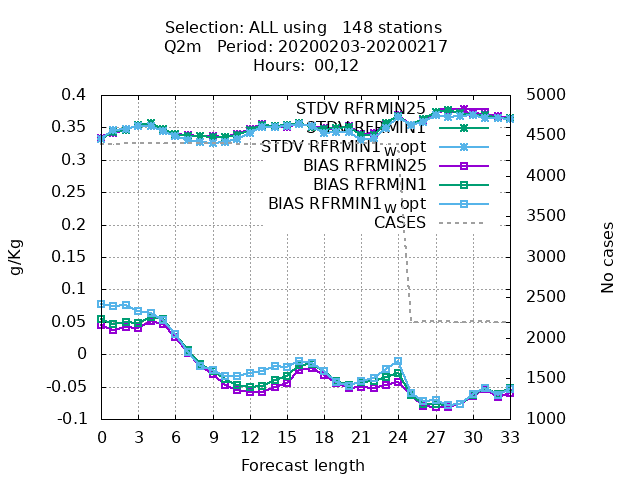 Selection: ALL using   148 stations
Q2m   Period: 20200203-20200217
Hours:  00,12
STDV RFRMIN25
STDV RFRMIN1
STDV RFRMIN1_W opt
BIAS RFRMIN25
BIAS RFRMIN1
BIAS RFRMIN1_W opt
CASES
g/Kg
0.4
0.35
0.3
0.25
0.2
0.15
0.1
0.05
0
-0.05
-0.1
5000
4500
4000
3500
3000
2500
2000
1500
1000
No cases
0 3 6 9 12 15 18 21 24 27 30 33
Forecast length